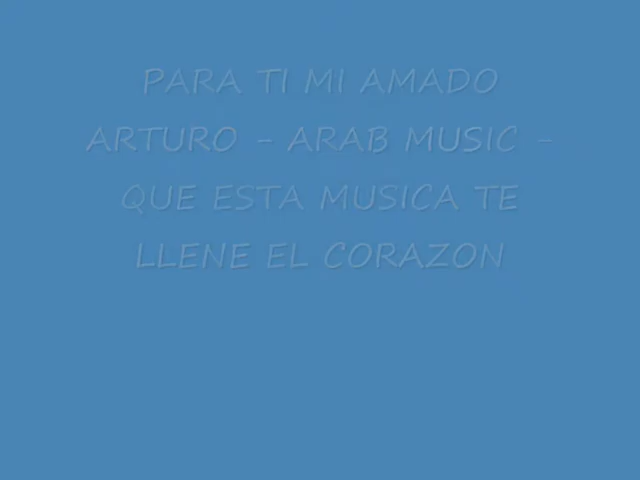 PARA TI MI AMADO
ARTURO - ARAB MUSIC -
QUE ESTA MUSICA TE
LLENE EL CORAZON